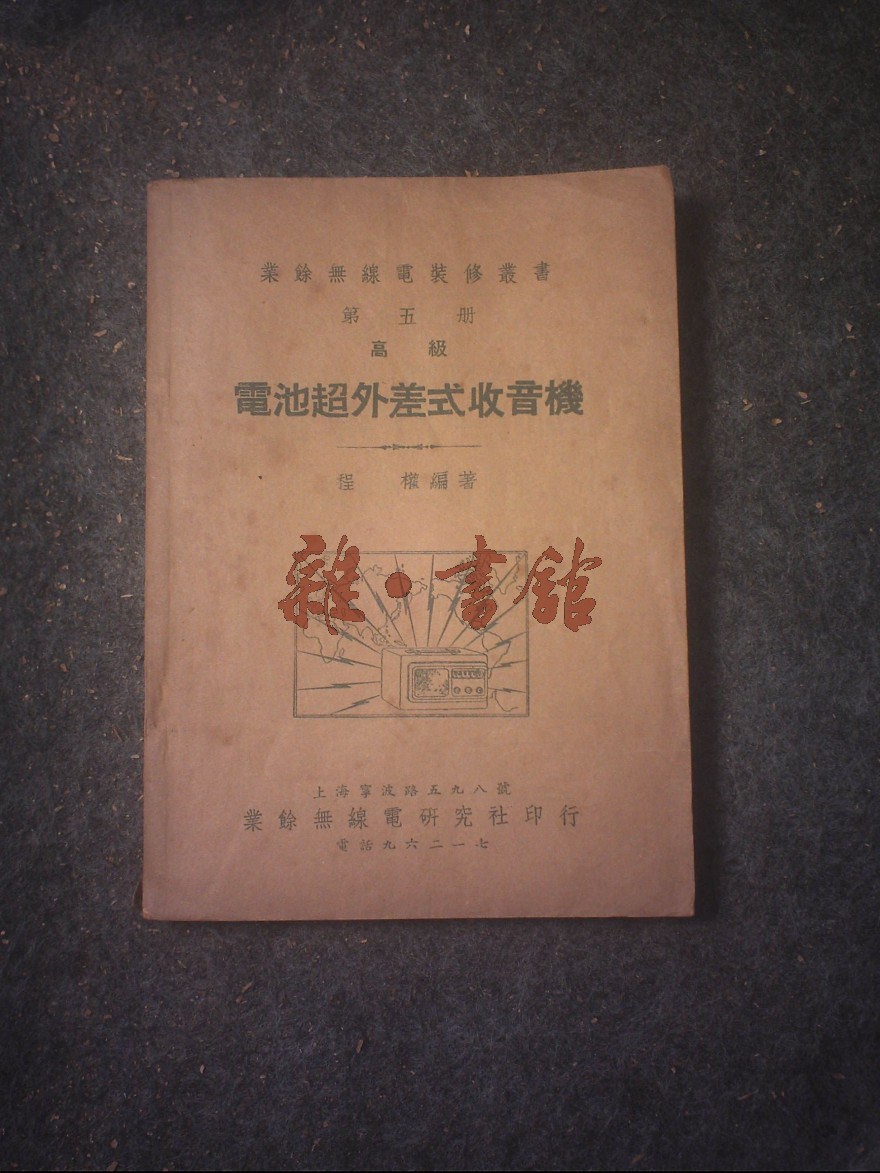 業餘無線電裝修叢書
第五册
高級
電池超外差式收音機
程權編著
雜·書館
上海寧波路五九八號
業餘無線電研究社印行
電話九六二一七